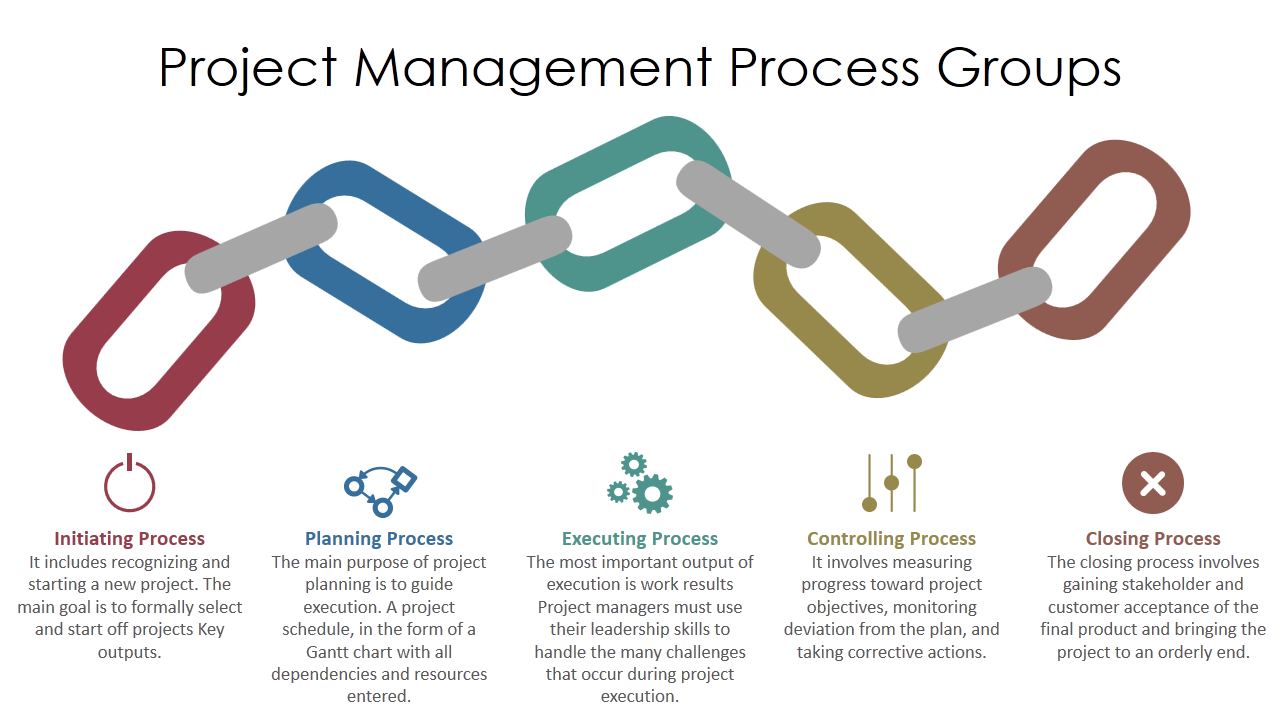 Project Management Process Groups
Initiating Process
It includes recognizing and
starting a new project. The
main goal is to formally select
and start off projects Key
outputs.
Planning Process
The main purpose of project
planning is to guide
execution. A project
schedule, in the form of a
Gantt chart with all
dependencies and resources
entered.
Executing Process
The most important output of
execution is work results
Project managers must use
their leadership skills to
handle the many challenges
that occur during project
execution.
Controlling Process
It involves measuring
progress toward project
objectives, monitoring
deviation from the plan, and
taking corrective actions.
Closing Process
The closing process involves
gaining stakeholder and
customer acceptance of the
final product and bringing the
project to an orderly end.